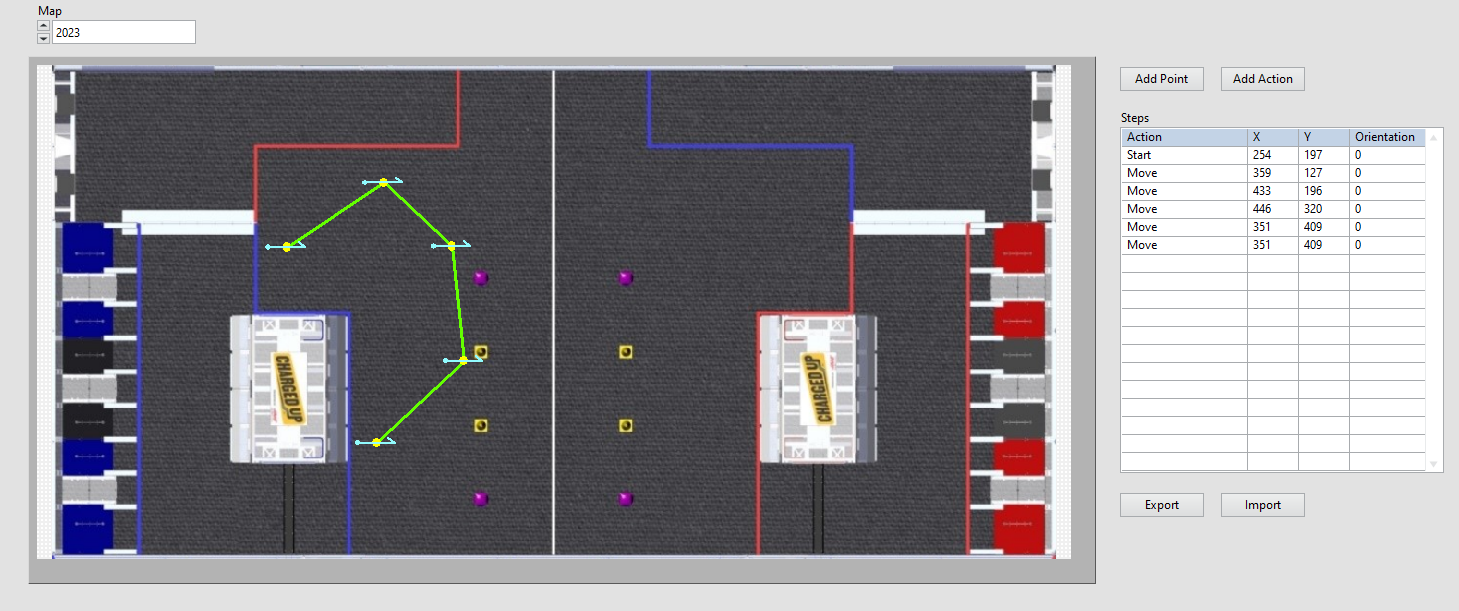 Map
2023
Add Point Add Action
Steps
Action X Y Orientation
Start 254 197 0
Move 359 127 0
Move 433 196 0
Move 446 320 0
Move 351 409 0
Move 351 409 0
CHARGED UP
CHARGED UP
Export Import